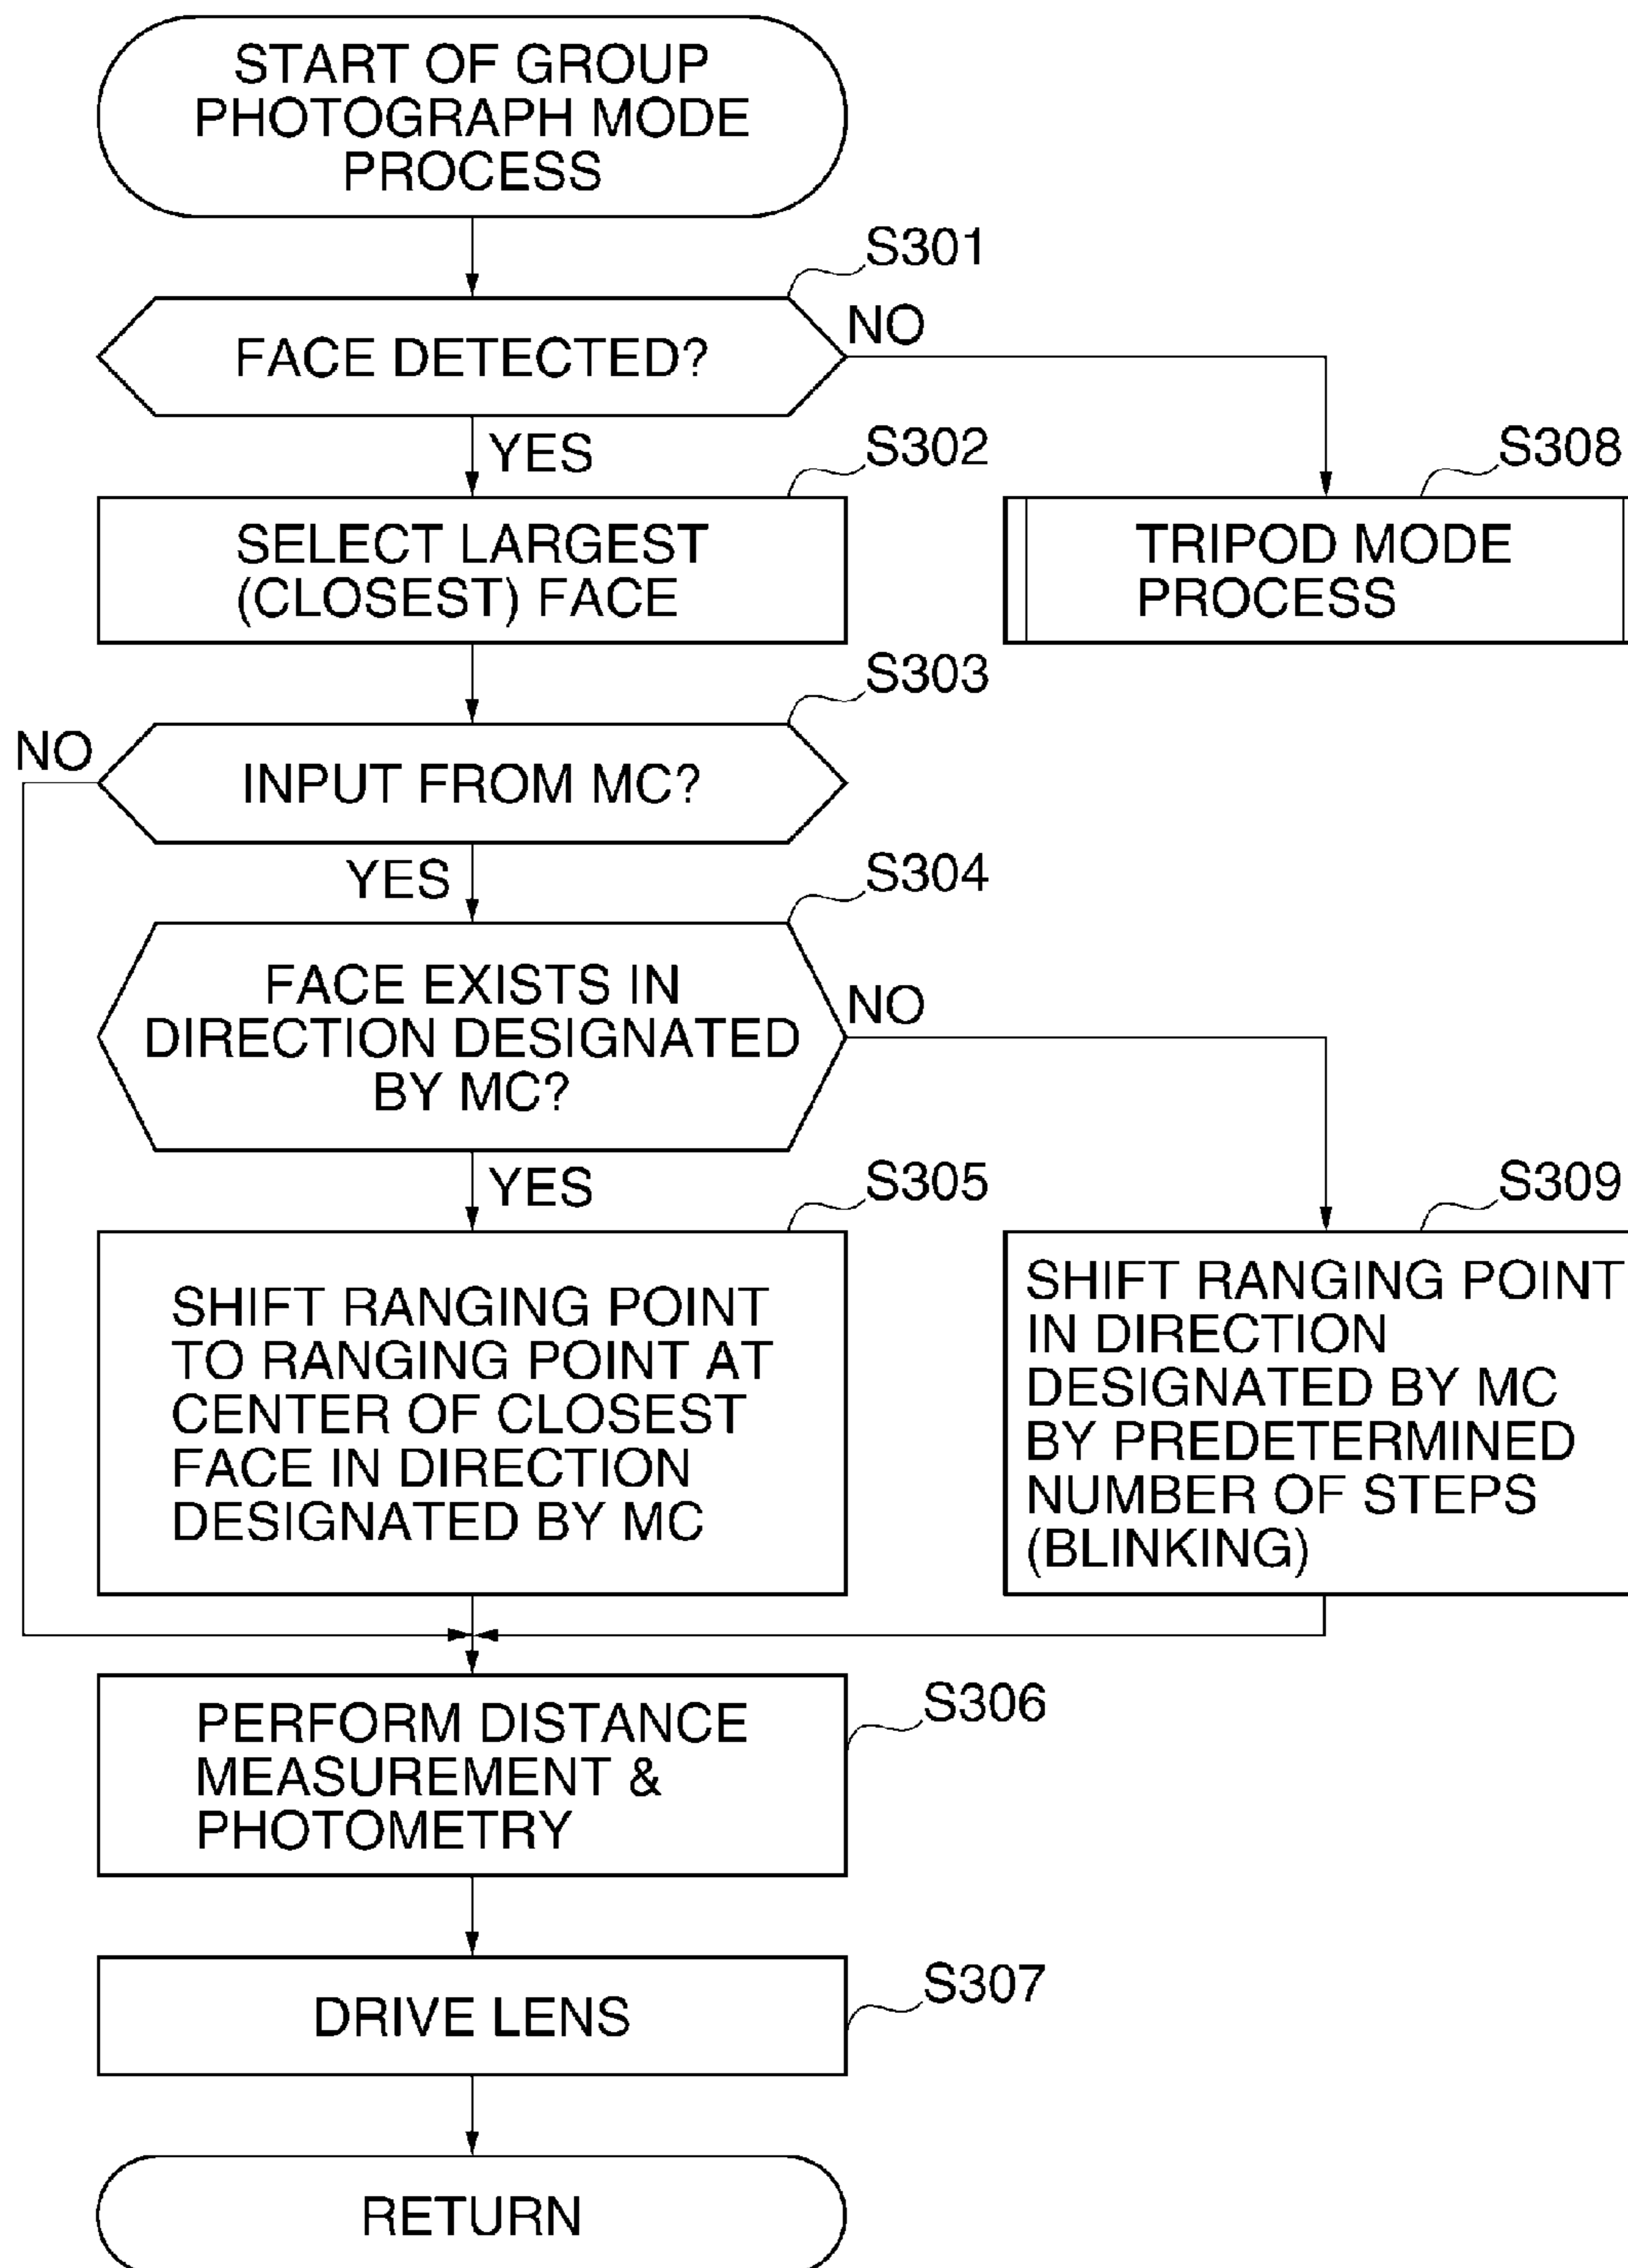 START OF GROUP
PHOTOGRAPH MODE
PROCESS
S301
FACE DETECTED?
NO
YES
S302
SELECT LARGEST
(CLOSEST) FACE
S308
TRIPOD MODE
PROCESS
S303
NO
INPUT FROM MC?
YES
S304
FACE EXISTS IN
DIRECTION DESIGNATED
BY MC?
NO
YES
S305
SHIFT RANGING POINT
TO RANGING POINT AT
CENTER OF CLOSEST
FACE IN DIRECTION
DESIGNATED BY MC
S309
SHIFT RANGING POINT
IN DIRECTION
DESIGNATED BY MC
BY PREDETERMINED
NUMBER OF STEPS
(BLINKING)
S306
PERFORM DISTANCE
MEASUREMENT &
PHOTOMETRY
S307
DRIVE LENS
RETURN